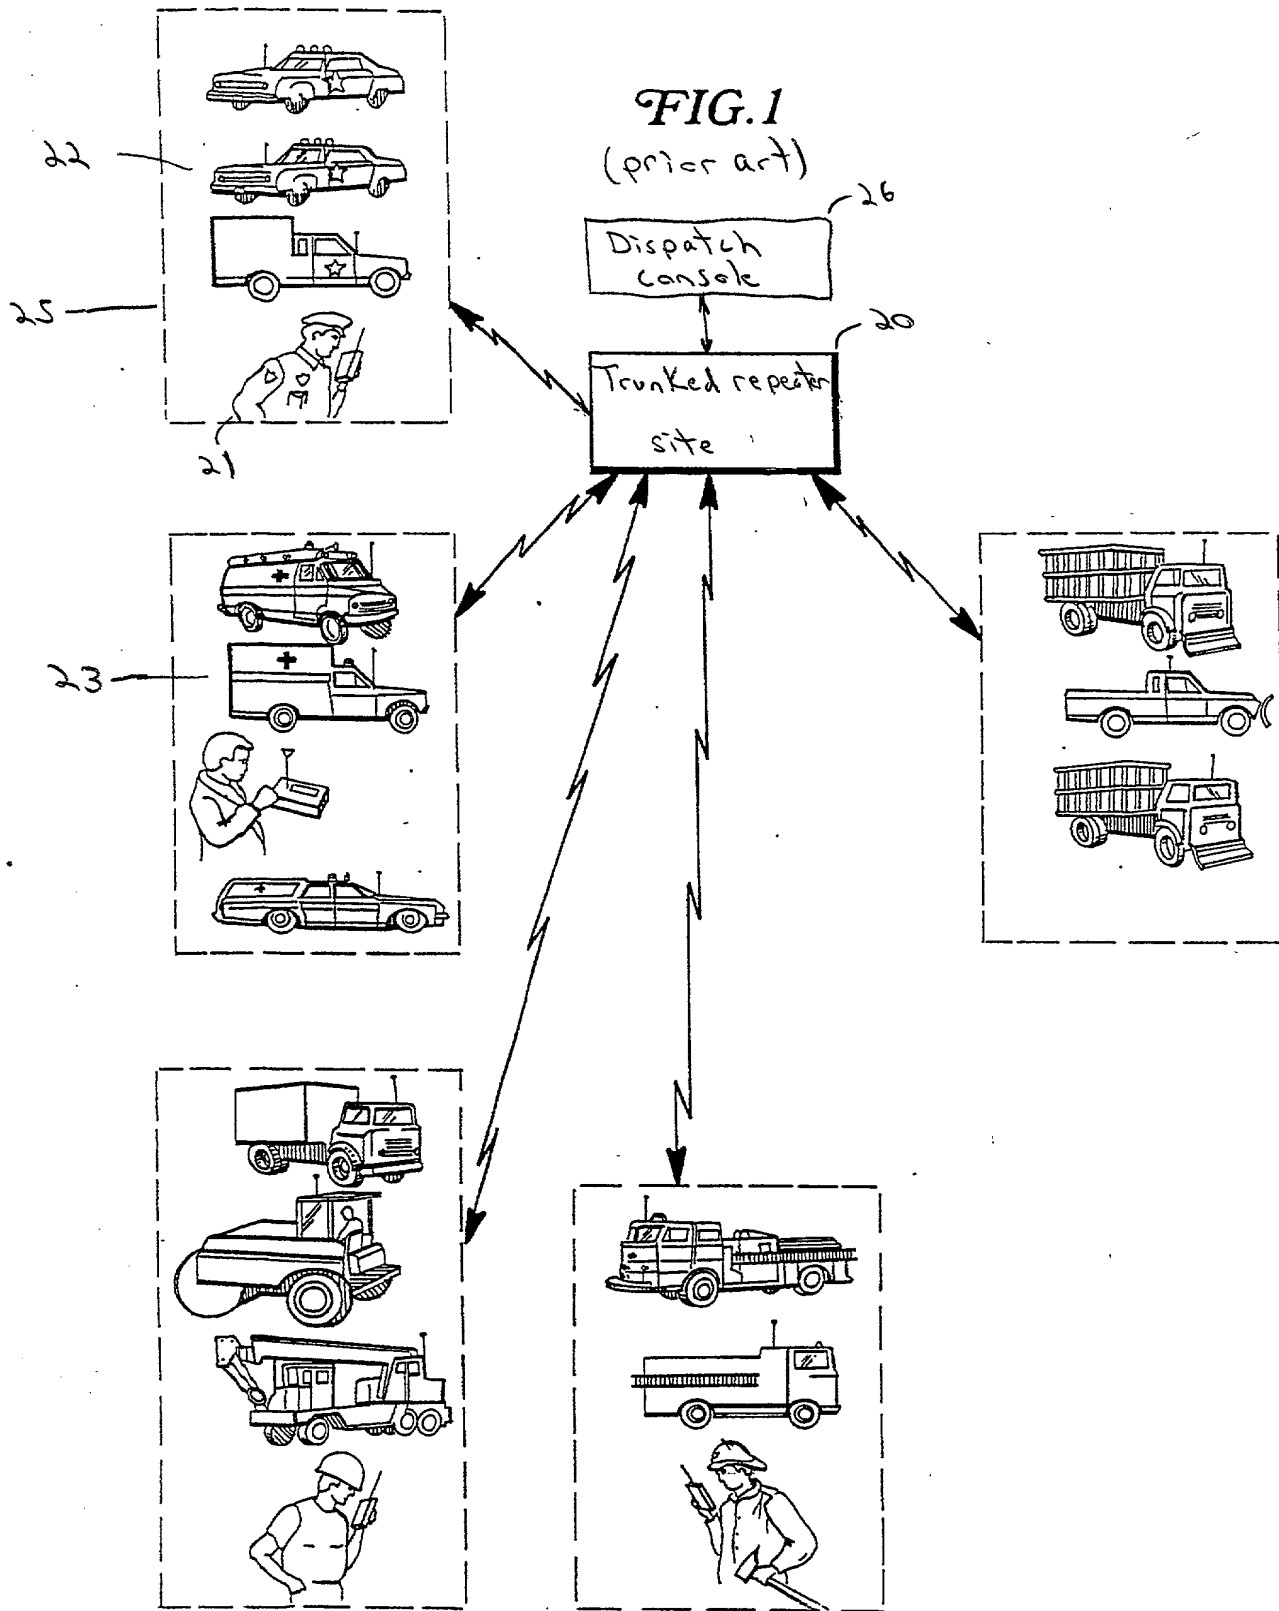 FIG.1
(prior art)
22
26
Dispatch
console
25
20
Trunked repeater
site
21
23